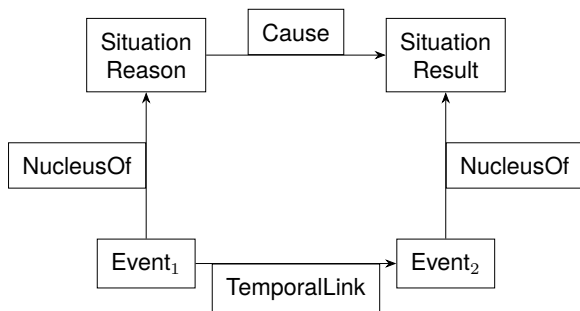 Cause
Situation
Reason
Situation
Result
NucleusOf
NucleusOf
Event₁
Event₂
TemporalLink